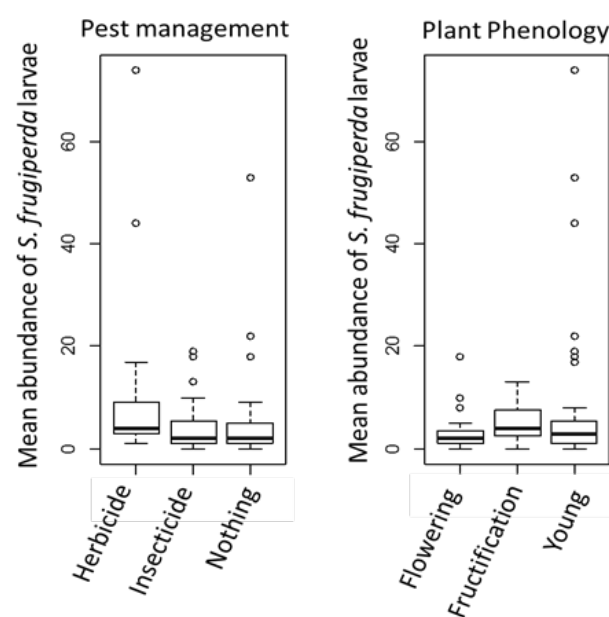 Pest management
Mean abundance of S. frugiperda larvae
60
40
20
0
Herbicide
Insecticide
Nothing
Plant Phenology
Mean abundance of S. frugiperda larvae
60
40
20
0
Flowering
Fructification
Young